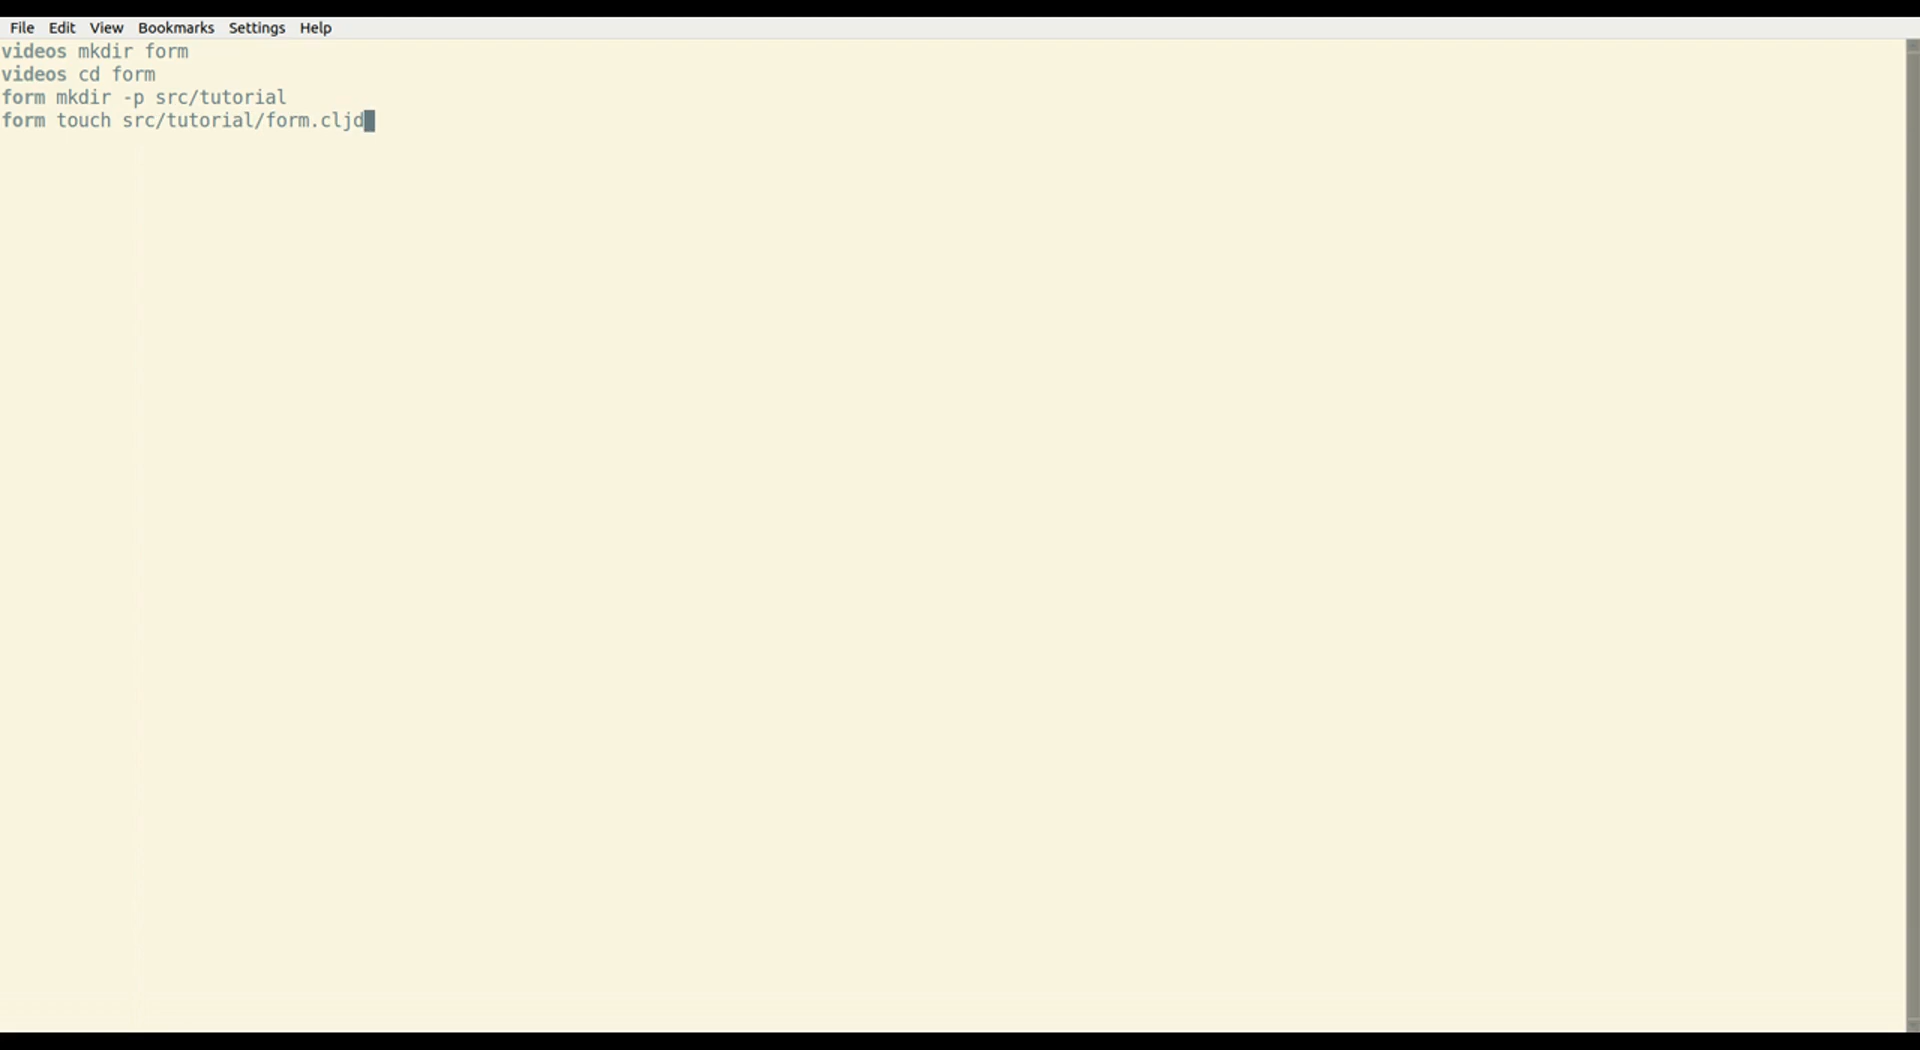 File Edit View Bookmarks Settings Help
videos mkdir form
videos cd form
form mkdir -p src/tutorial
form touch src/tutorial/form.cljd